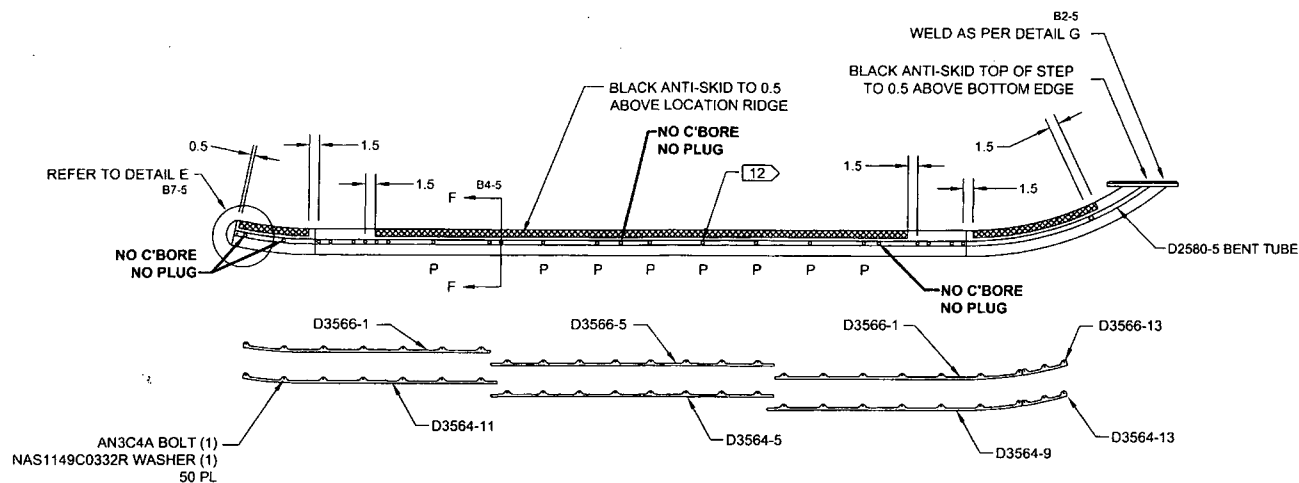 B2-5
WELD AS PER DETAIL G
BLACK ANTI-SKID TOP OF STEP
TO 0.5 ABOVE BOTTOM EDGE
BLACK ANTI-SKID TO 0.5
ABOVE LOCATION RIDGE
NO C'BORE
NO PLUG
0.5
1.5
1.5
1.5
1.5
1.5
REFER TO DETAIL E
B7-5
F
B4-5
12
NO C'BORE
NO PLUG
D2580-5 BENT TUBE
P P P P P P P P
F
NO C'BORE
NO PLUG
D3566-1
D3566-5
D3566-1
D3566-13
D3564-11
D3564-5
D3564-9
D3564-13
AN3C4A BOLT (1)
NAS1149C0332R WASHER (1)
50 PL